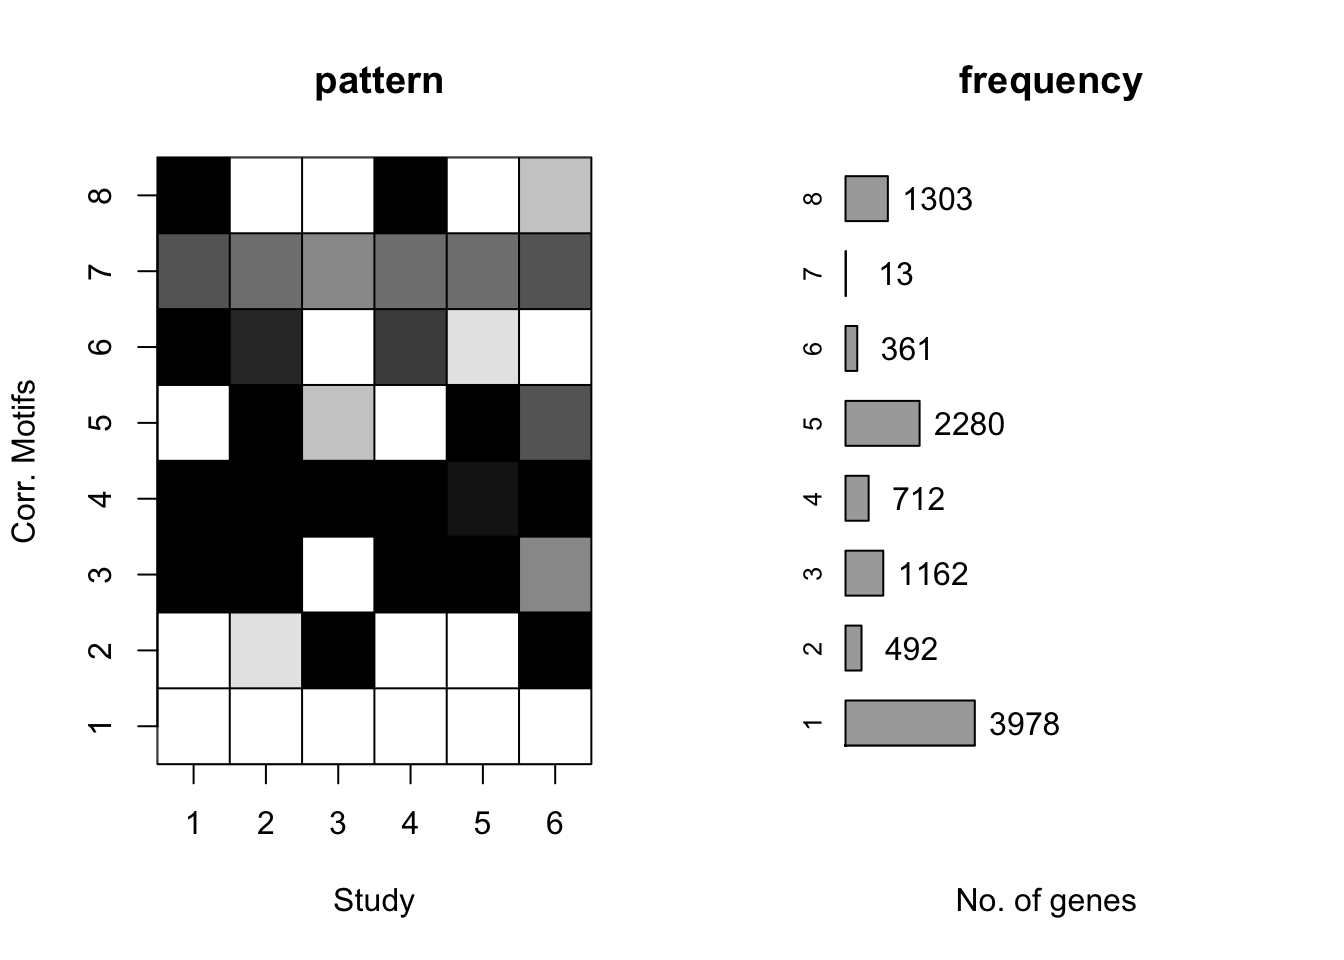 pattern
Corr. Motifs
8
7
6
5
4
3
2
1
1 2 3 4 5 6
Study
frequency
8 1303
7 13
6 361
5 2280
4 712
3 1162
2 492
1 3978
No. of genes